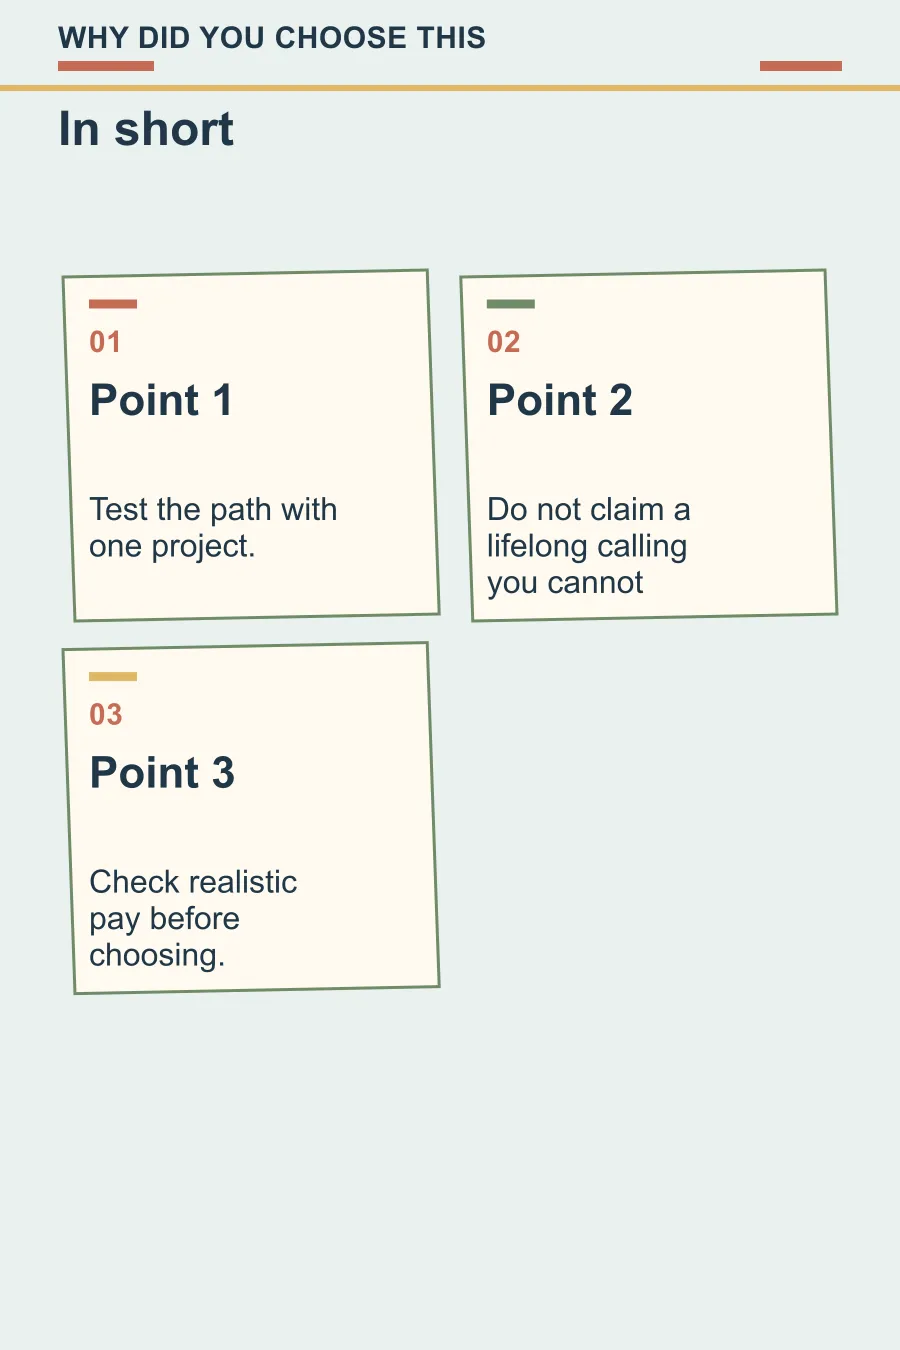 WHY DID YOU CHOOSE THIS
In short
01
Point 1
Test the path with
one project.
02
Point 2
Do not claim a
lifelong calling
you cannot
03
Point 3
Check realistic
pay before
choosing.